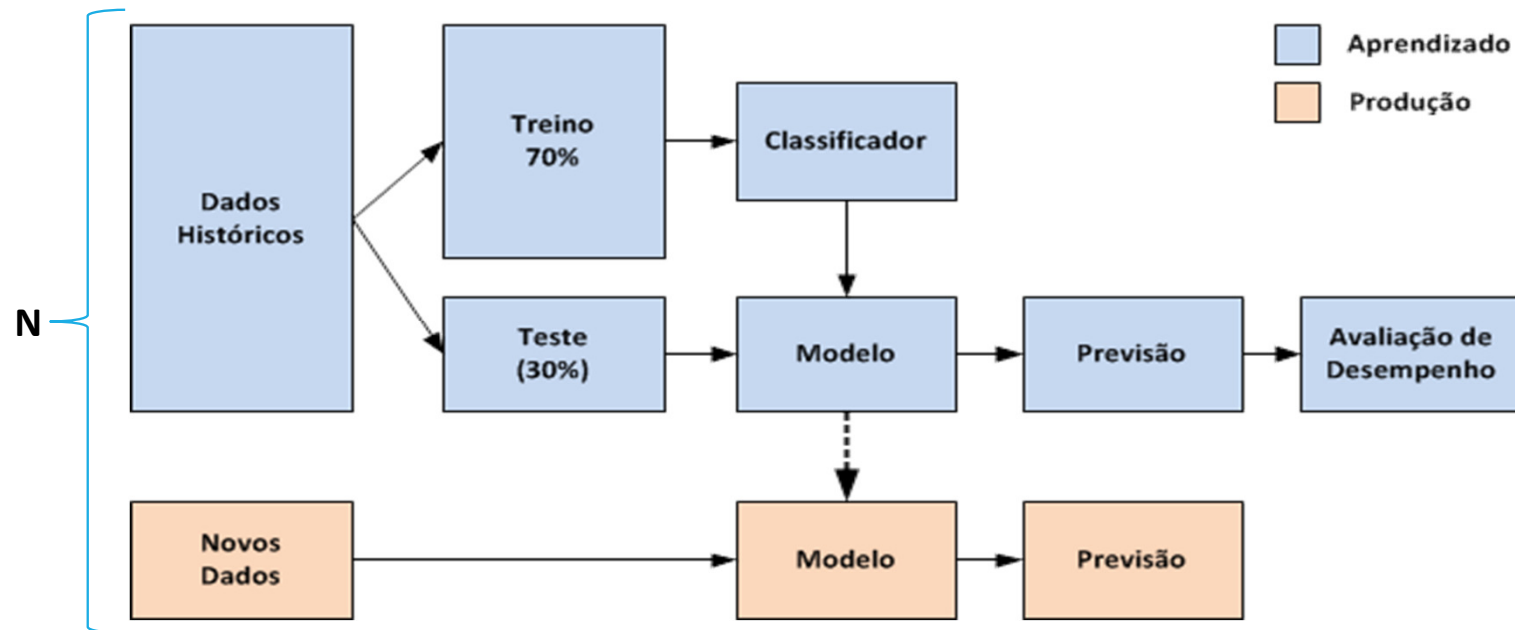 Aprendizado
Produção
Dados
Históricos
Treino
70%
Classificador
N
Teste
(30%)
Modelo
Previsão
Avaliação de
Desempenho
Novos
Dados
Modelo
Previsão